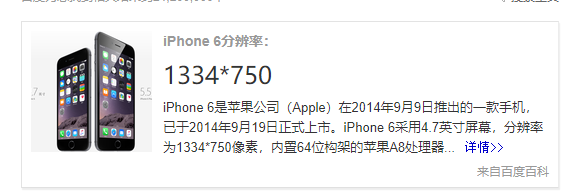 iPhone 6分辨率：
1334*750
iPhone 6是苹果公司（Apple）在2014年9月9日推出的一款手机，
已于2014年9月19日正式上市。iPhone 6采用4.7英寸屏幕，分辨率
为1334*750像素，内置64位构架的苹果A8处理器... 详情>>
来自百度百科